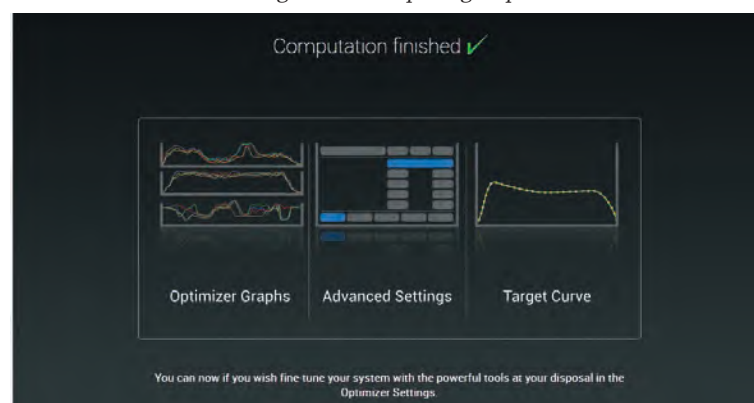 Computation finished
Optimizer Graphs
Advanced Settings
Target Curve
You can now if you wish fine tune your system with the powerful tools at your disposal in the
Optimizer Settings.